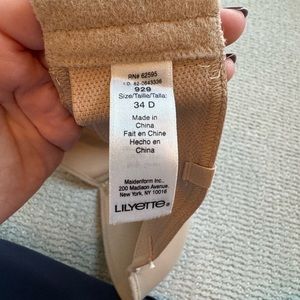 RN# 62595
929
Size/Taille/Talla:
34 D
Made in
China
Fait en Chine
Hecho en
China
Maidenform Inc.,
200 Madison Avenue,
New York, NY 10016
LILYETTE®